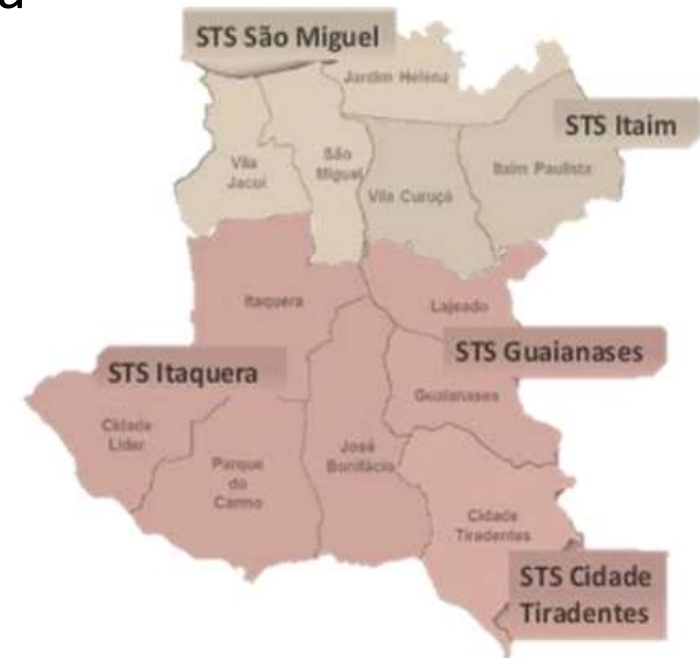 STS São Miguel
Jardim Helena
STS Itaim
São
Miguel
Vila
Jacuí
Itaim Paulista
Vila Curuçá
Itaquera
Lajeado
STS Guaianases
STS Itaquera
Guaianases
Cidade
Líder
José
Bonifácio
Parque
do
Carmo
Cidade
Tiradentes
STS Cidade
Tiradentes